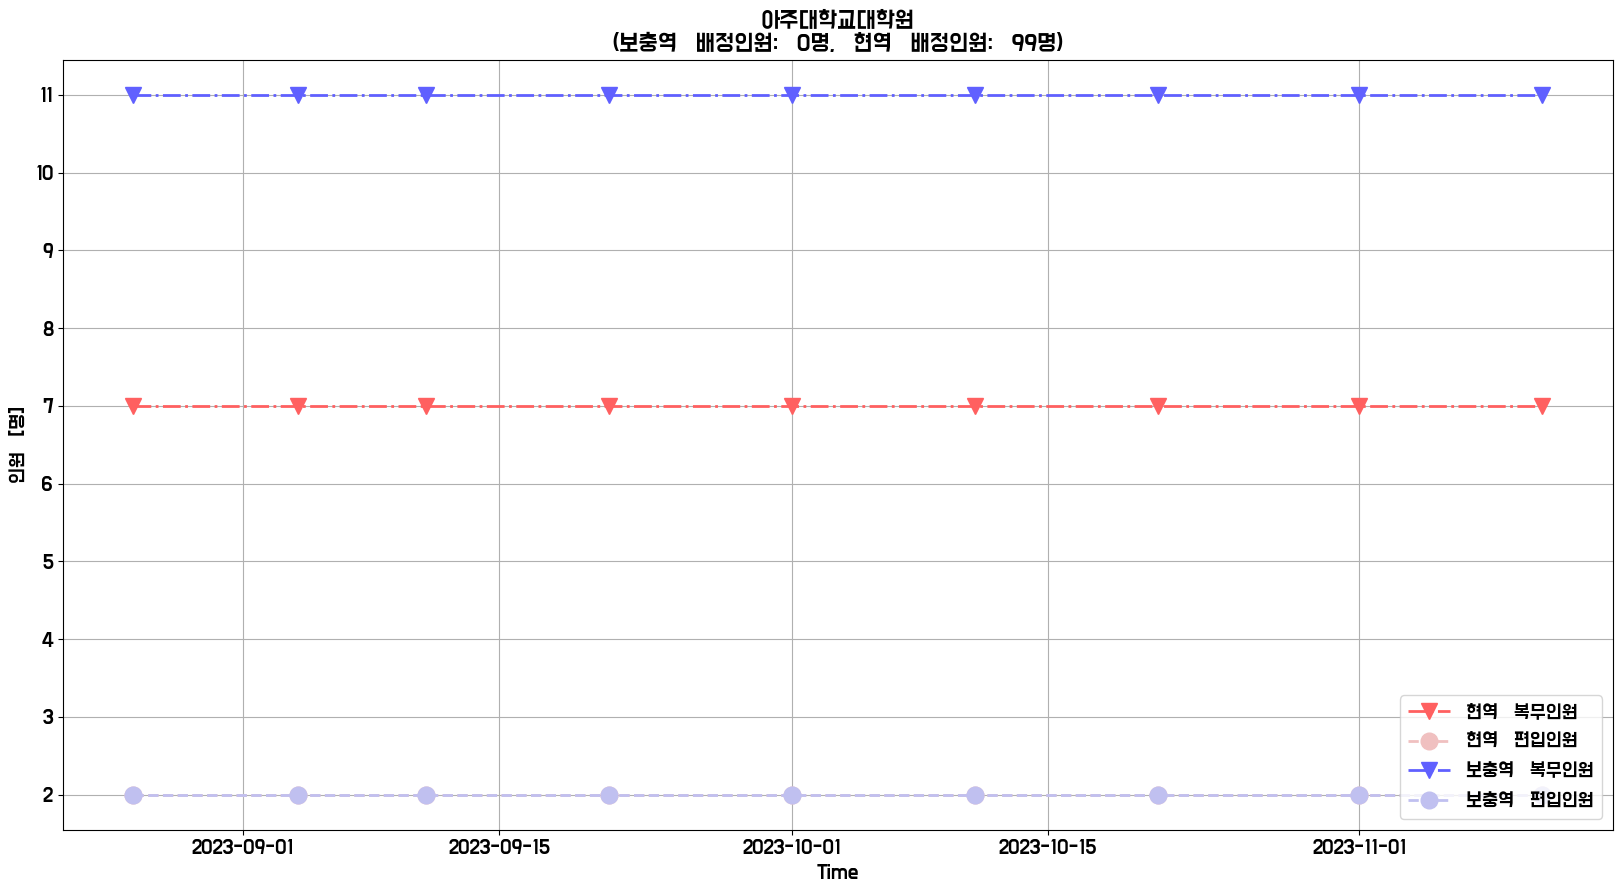 아주대학교대학원
(보충역 배정인원: 0명, 현역 배정인원: 99명)
11
10
9
8
7
6
5
4
3
2
인원 [명]
현역 복무인원
현역 편입인원
보충역 복무인원
보충역 편입인원
2023-09-01 2023-09-15 2023-10-01 2023-10-15 2023-11-01
Time